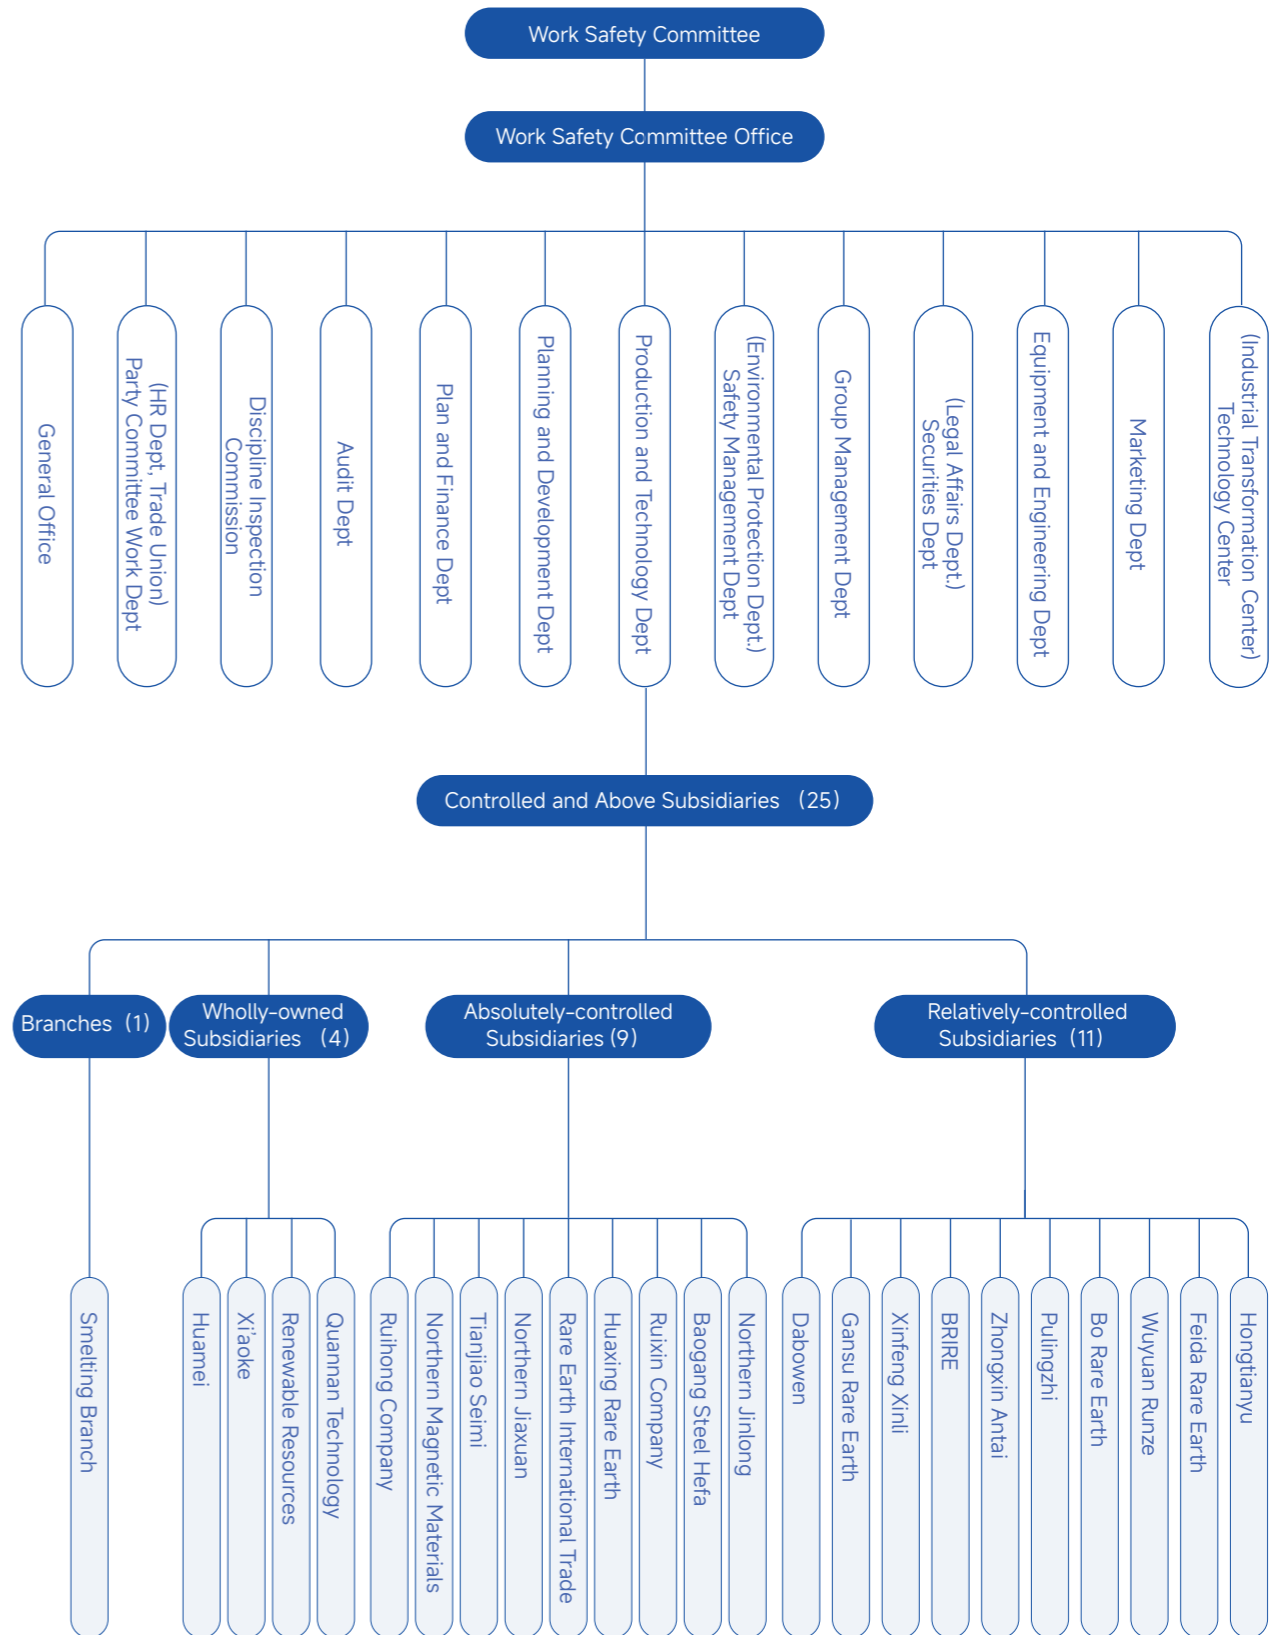 Work Safety Committee
Work Safety Committee Office
General Office
(HR Dept, Trade Union)
Party Committee Work Dept
Discipline Inspection
Commission
Audit Dept
Plan and Finance Dept
Planning and Development Dept
Production and Technology Dept
(Environmental Protection Dept.)
Safety Management Dept
Group Management Dept
(Legal Affairs Dept.)
Securities Dept
Equipment and Engineering Dept
Marketing Dept
(Industrial Transformation Center)
Technology Center
Controlled and Above Subsidiaries (25)
Branches (1)
Wholly-owned
Subsidiaries (4)
Absolutely-controlled
Subsidiaries (9)
Relatively-controlled
Subsidiaries (11)
Smelting Branch
Huamei
Xi'aoke
Renewable Resources
Quannan Technology
Ruihong Company
Northern Magnetic Materials
Tianjiao Seimi
Northern Jiaxuan
Rare Earth International Trade
Huaxing Rare Earth
Ruixin Company
Baogang Steel Hefa
Northern Jinlong
Dabowen
Gansu Rare Earth
Xinfeng Xinli
BRIRE
Zhongxin Antai
Pulingzhi
Bo Rare Earth
Wuyuan Runze
Feida Rare Earth
Hongtianyu